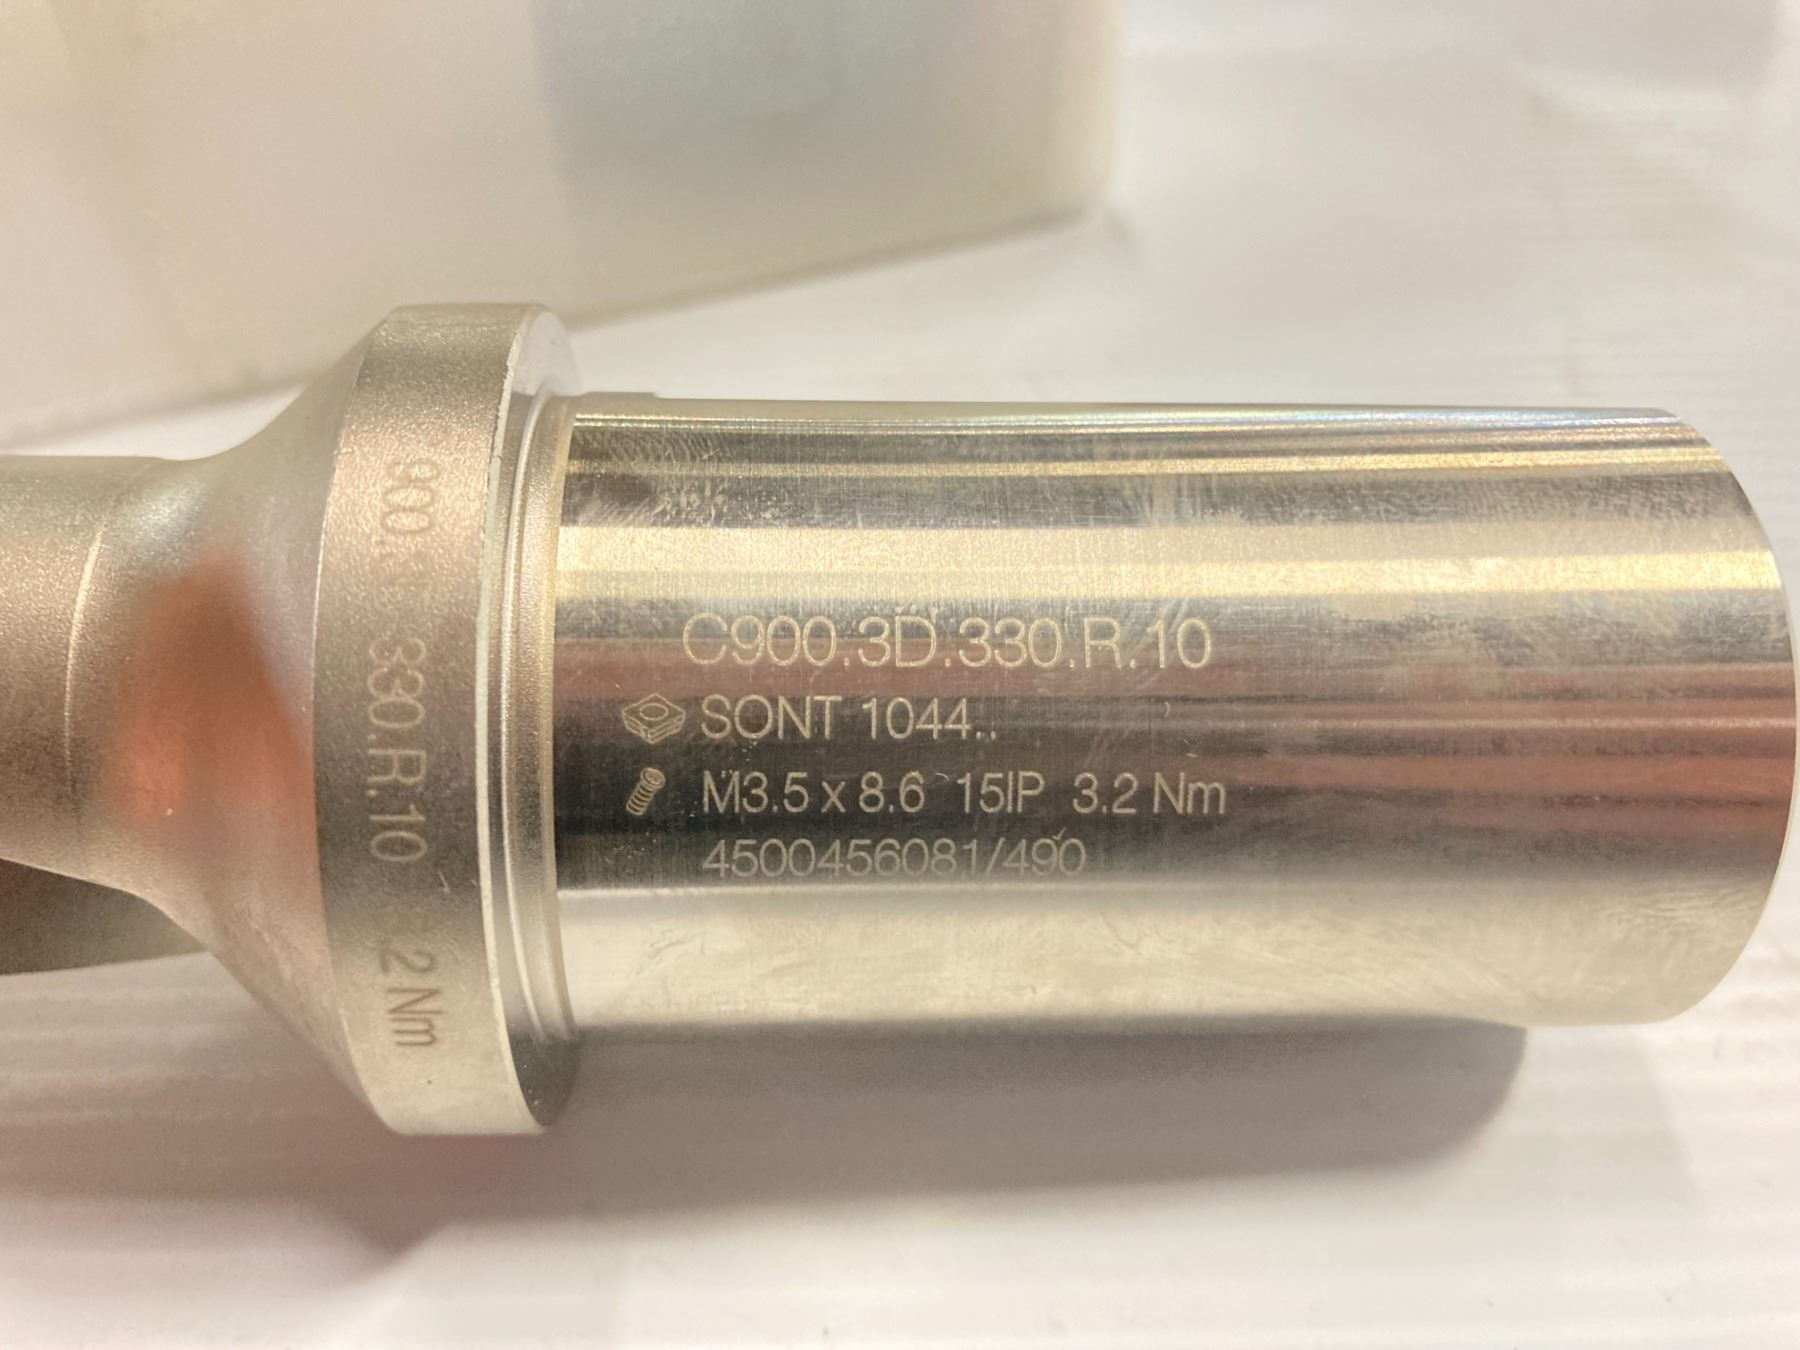 C900.3D.330.R.10
SONT 1044..
M3.5 x 8.6 15IP 3.2 Nm
4500456081/490
330.R.10
2 Nm